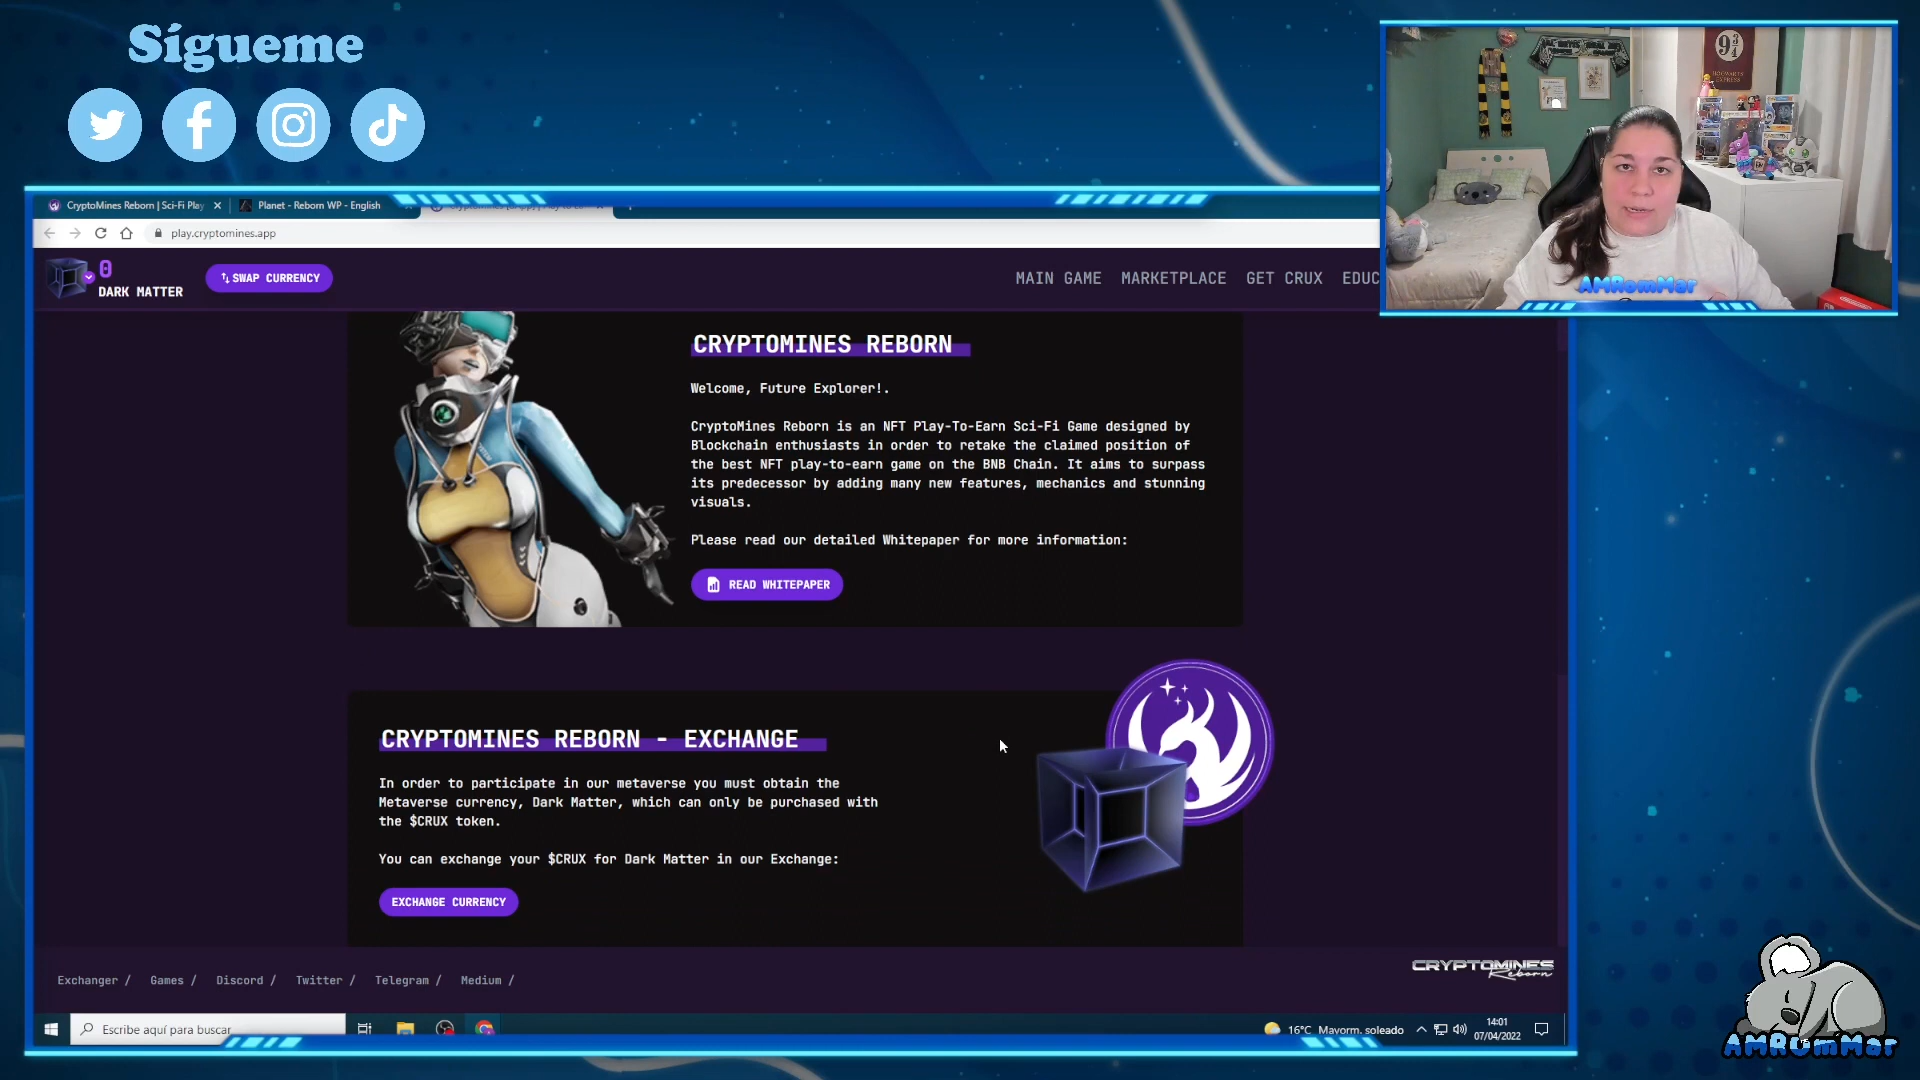 Sígueme
9¾
HOGWARTS
EXPRESS
AMRomMar
CryptoMines Reborn | Sci-Fi Play
Planet - Reborn WP - English
play.cryptomines.app
0
DARK MATTER
SWAP CURRENCY
MAIN GAME
MARKETPLACE
GET CRUX
EDUC
CRYPTOMINES REBORN
Welcome, Future Explorer!.
CryptoMines Reborn is an NFT Play-To-Earn Sci-Fi Game designed by
Blockchain enthusiasts in order to retake the claimed position of
the best NFT play-to-earn game on the BNB Chain. It aims to surpass
its predecessor by adding many new features, mechanics and stunning
visuals.
Please read our detailed Whitepaper for more information:
READ WHITEPAPER
CRYPTOMINES REBORN - EXCHANGE
In order to participate in our metaverse you must obtain the
Metaverse currency, Dark Matter, which can only be purchased with
the $CRUX token.
You can exchange your $CRUX for Dark Matter in our Exchange:
EXCHANGE CURRENCY
Exchanger /
Games /
Discord /
Twitter /
Telegram /
Medium /
CRYPTOMINES
Reborn
Escribe aquí para buscar
16°C Mayorm. soleado
14:01
07/04/2022
AMRomMar